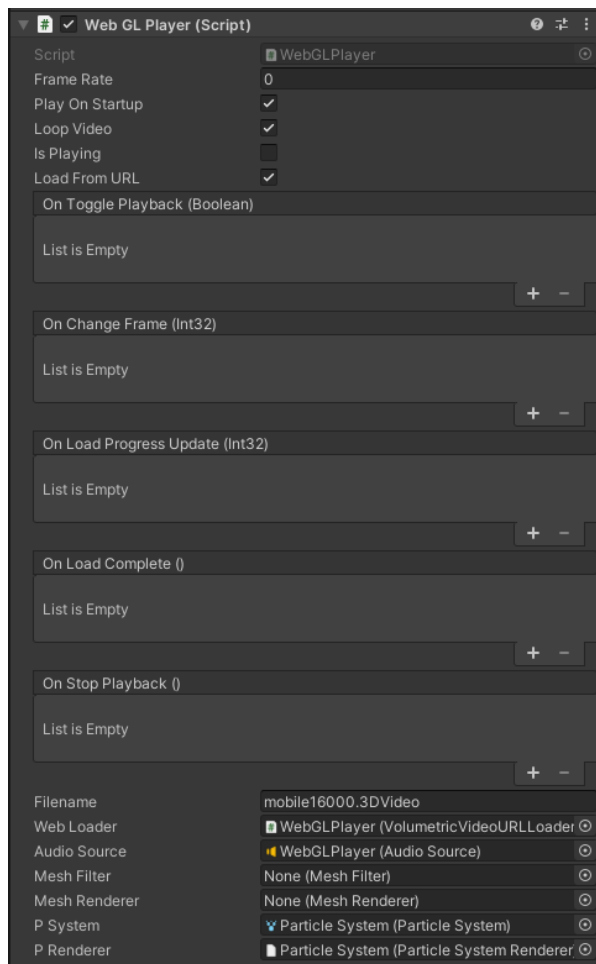 Web GL Player (Script)
Script WebGLPlayer
Frame Rate 0
Play On Startup
Loop Video
Is Playing
Load From URL
On Toggle Playback (Boolean)
List is Empty
On Change Frame (Int32)
List is Empty
On Load Progress Update (Int32)
List is Empty
On Load Complete ()
List is Empty
On Stop Playback ()
List is Empty
Filename mobile16000.3DVideo
Web Loader WebGLPlayer (VolumetricVideoURLLoader
Audio Source WebGLPlayer (Audio Source)
Mesh Filter None (Mesh Filter)
Mesh Renderer None (Mesh Renderer)
P System Particle System (Particle System)
P Renderer Particle System (Particle System Renderer